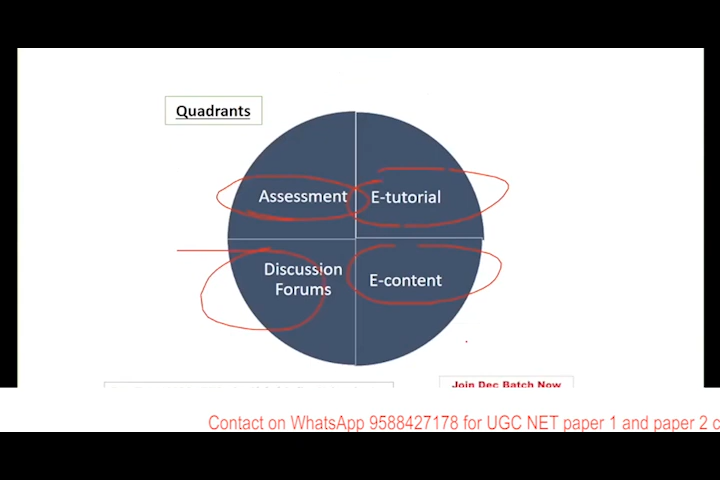 Quadrants
Assessment
E-tutorial
Discussion
Forums
E-content
Join Dec Batch Now
Contact on WhatsApp 9588427178 for UGC NET paper 1 and paper 2 c